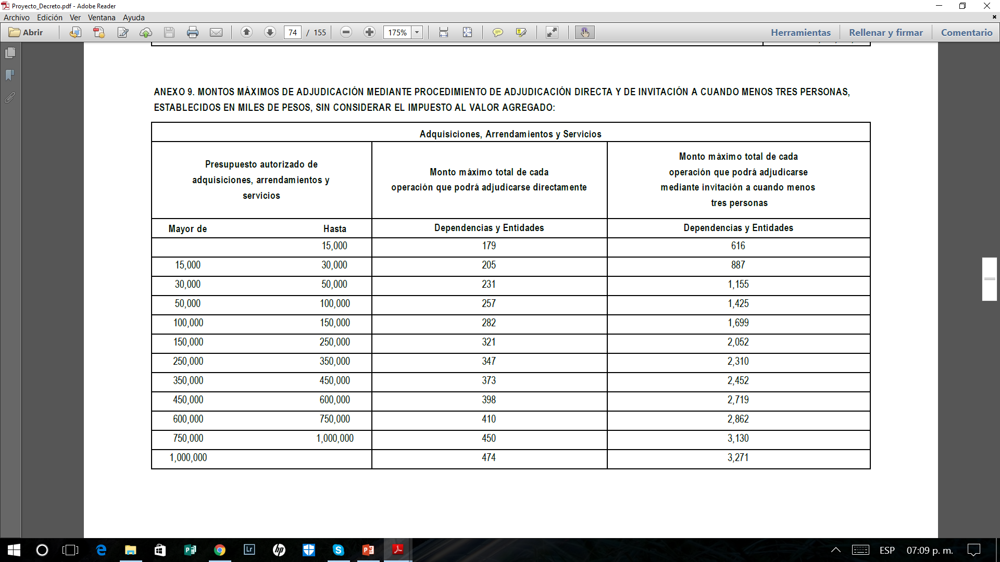 Proyecto_Decreto.pdf - Adobe Reader
Archivo Edición Ver Ventana Ayuda
Abrir 74 / 155 175% Herramientas Rellenar y firmar Comentario
ANEXO 9. MONTOS MÁXIMOS DE ADJUDICACIÓN MEDIANTE PROCEDIMIENTO DE ADJUDICACIÓN DIRECTA Y DE INVITACIÓN A CUANDO MENOS TRES PERSONAS,
ESTABLECIDOS EN MILES DE PESOS, SIN CONSIDERAR EL IMPUESTO AL VALOR AGREGADO:
Adquisiciones, Arrendamientos y Servicios
Presupuesto autorizado de
adquisiciones, arrendamientos y
servicios
Monto máximo total de cada
operación que podrá adjudicarse directamente
Monto máximo total de cada
operación que podrá adjudicarse
mediante invitación a cuando menos
tres personas
Mayor de Hasta Dependencias y Entidades Dependencias y Entidades
15,000 179 616
15,000 30,000 205 887
30,000 50,000 231 1,155
50,000 100,000 257 1,425
100,000 150,000 282 1,699
150,000 250,000 321 2,052
250,000 350,000 347 2,310
350,000 450,000 373 2,452
450,000 600,000 398 2,719
600,000 750,000 410 2,862
750,000 1,000,000 450 3,130
1,000,000 474 3,271
Lr hp ESP 07:09 p. m.